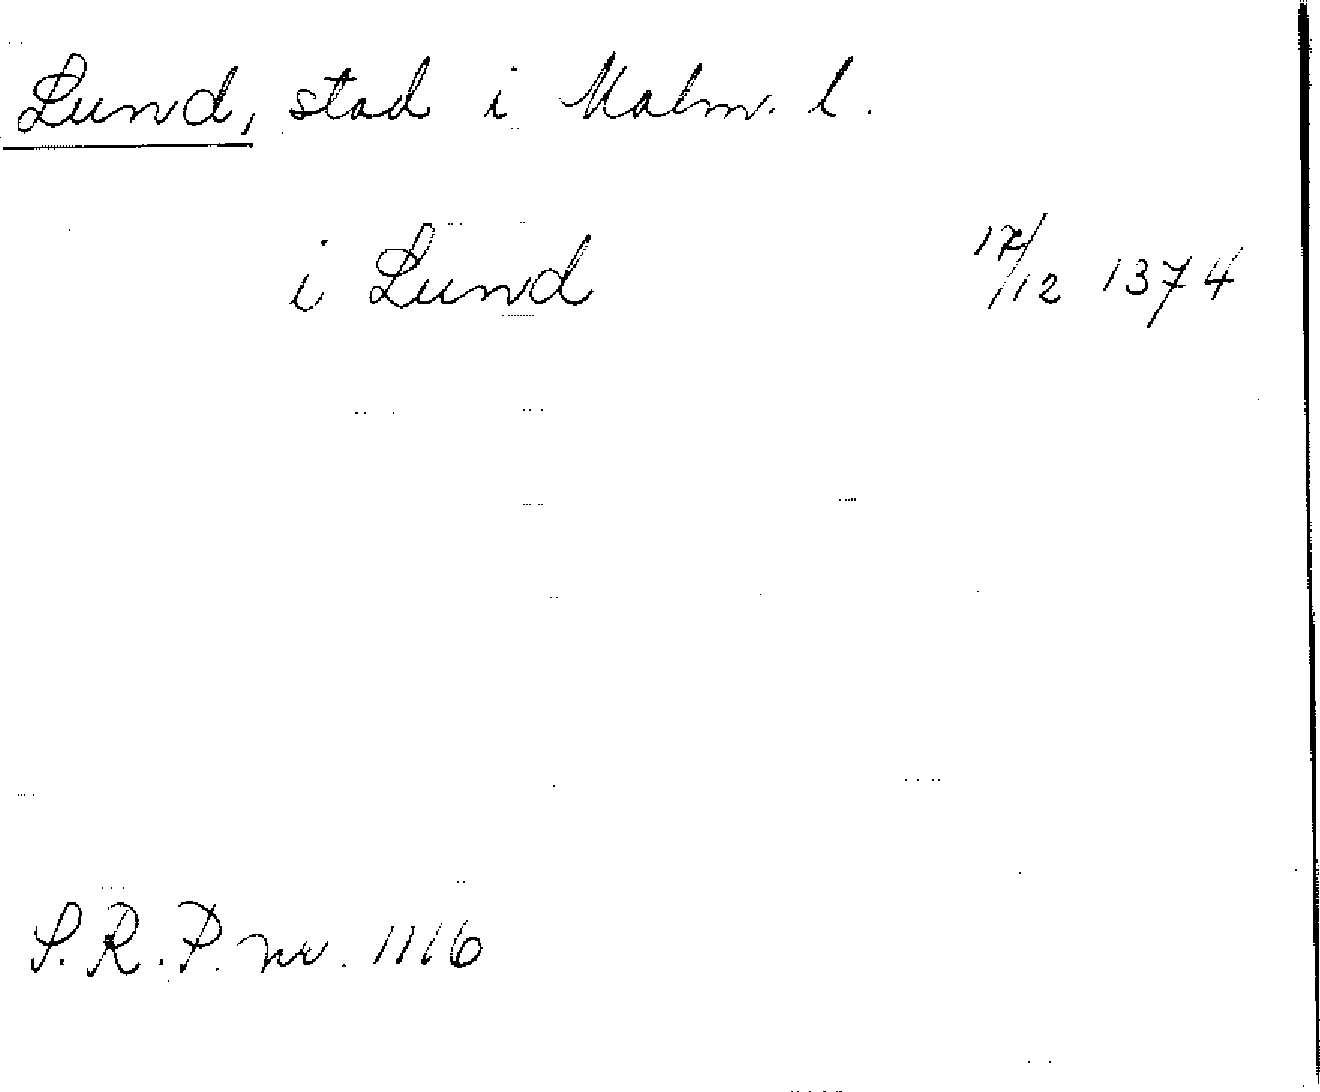 Lund, stad i Malm. l.
i Lund 17/12 1374
S.R.P. nr. 1116